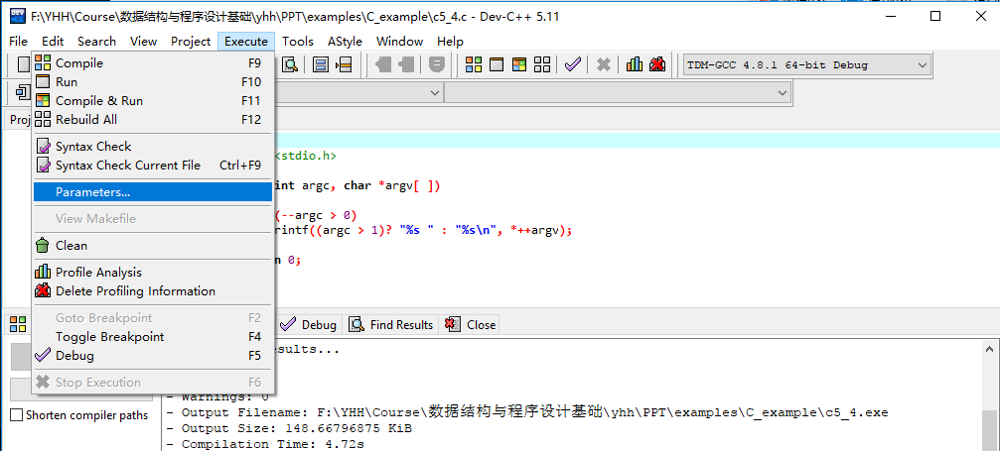 F:\YHH\Course\数据结构与程序设计基础\yhh\PPT\examples\C_example\c5_4.c - Dev-C++ 5.11
File Edit Search View Project Execute Tools AStyle Window Help
Compile F9
Run F10
Compile & Run F11
Rebuild All F12
Syntax Check
Syntax Check Current File Ctrl+F9
Parameters...
View Makefile
Clean
Profile Analysis
Delete Profiling Information
Goto Breakpoint F2
Toggle Breakpoint F4
Debug F5
Stop Execution F6
TDM-GCC 4.8.1 64-bit Debug
Proj
<stdio.h>
int argc, char *argv[ ])
(--argc > 0)
rintf((argc > 1)? "%s " : "%s\n", *++argv);
n 0;
Debug Find Results Close
Shorten compiler paths
esults...
- Warnings: 0
- Output Filename: F:\YHH\Course\数据结构与程序设计基础\yhh\PPT\examples\C_example\c5_4.exe
- Output Size: 148.66796875 KiB
- Compilation Time: 4.72s